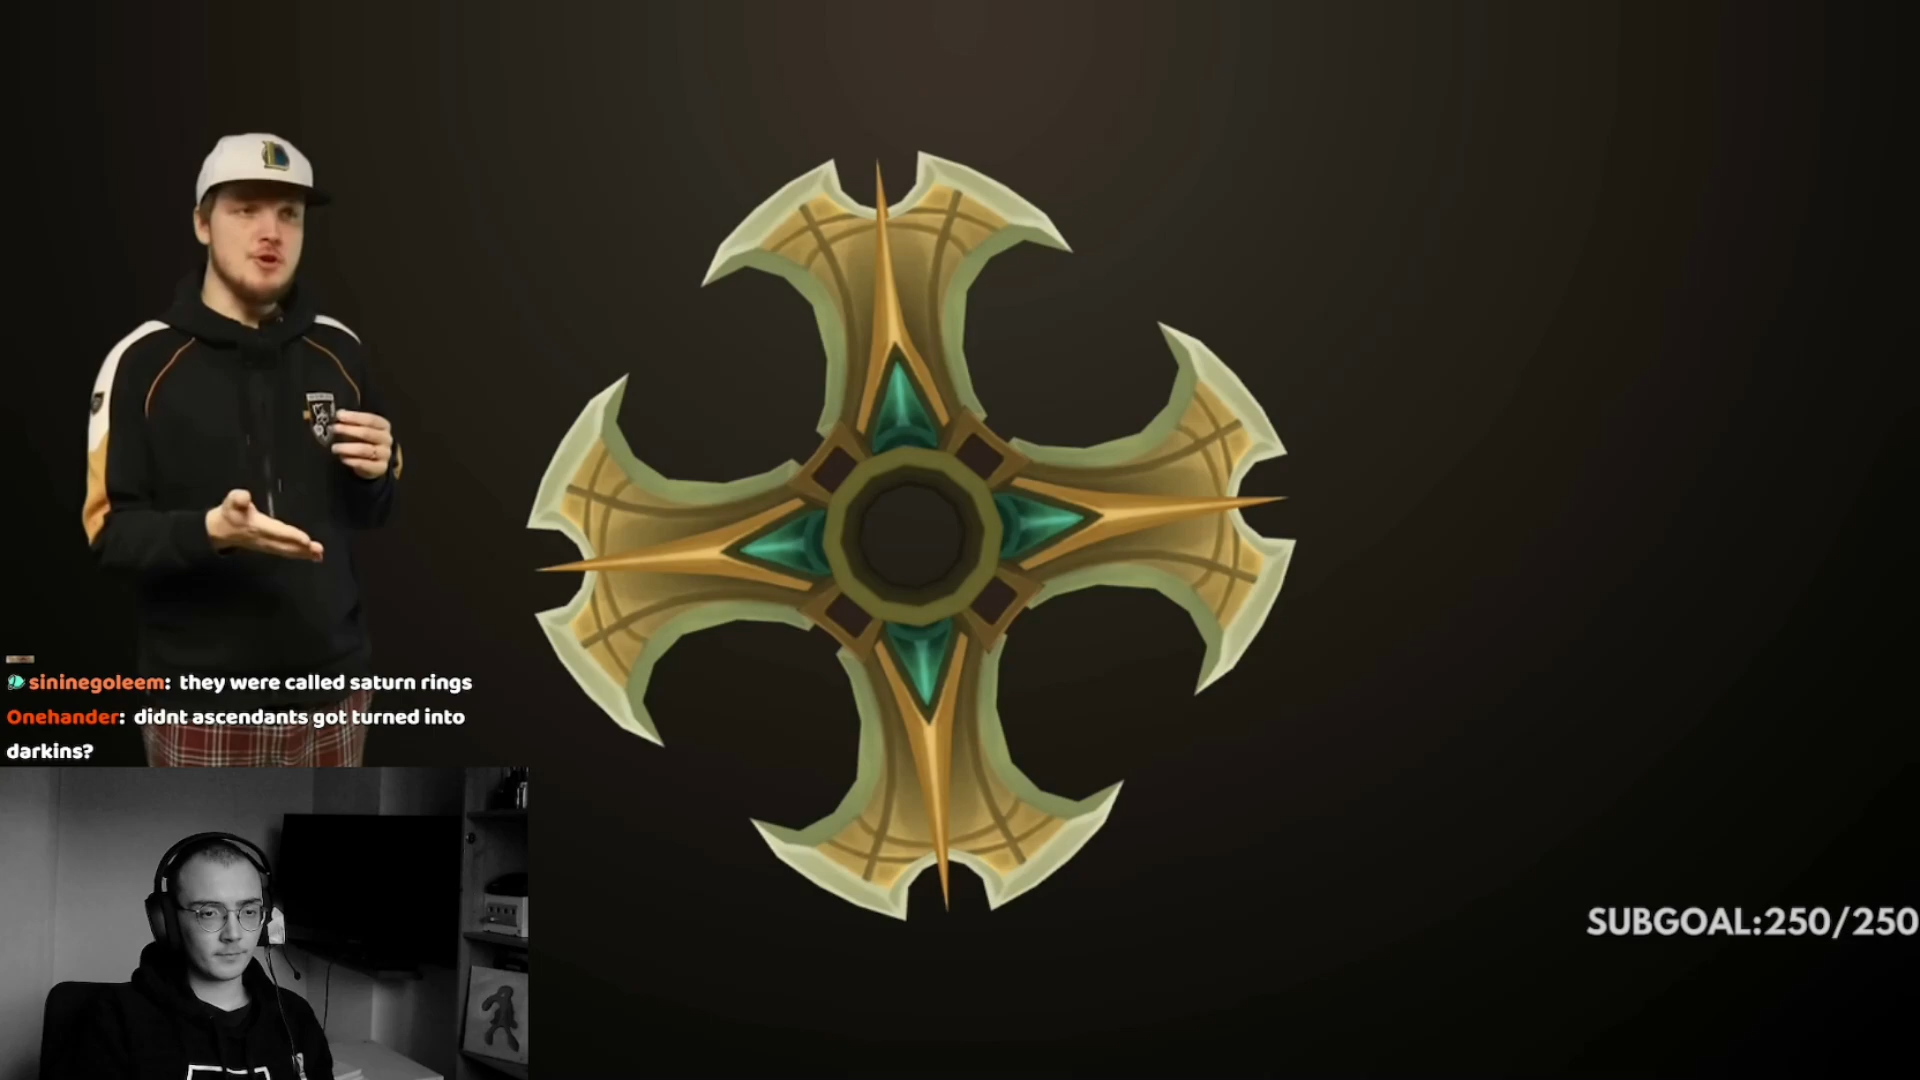 sininegoleem: they were called saturn rings
Onehander: didnt ascendants got turned into
darkins?
SUBGOAL:250/250